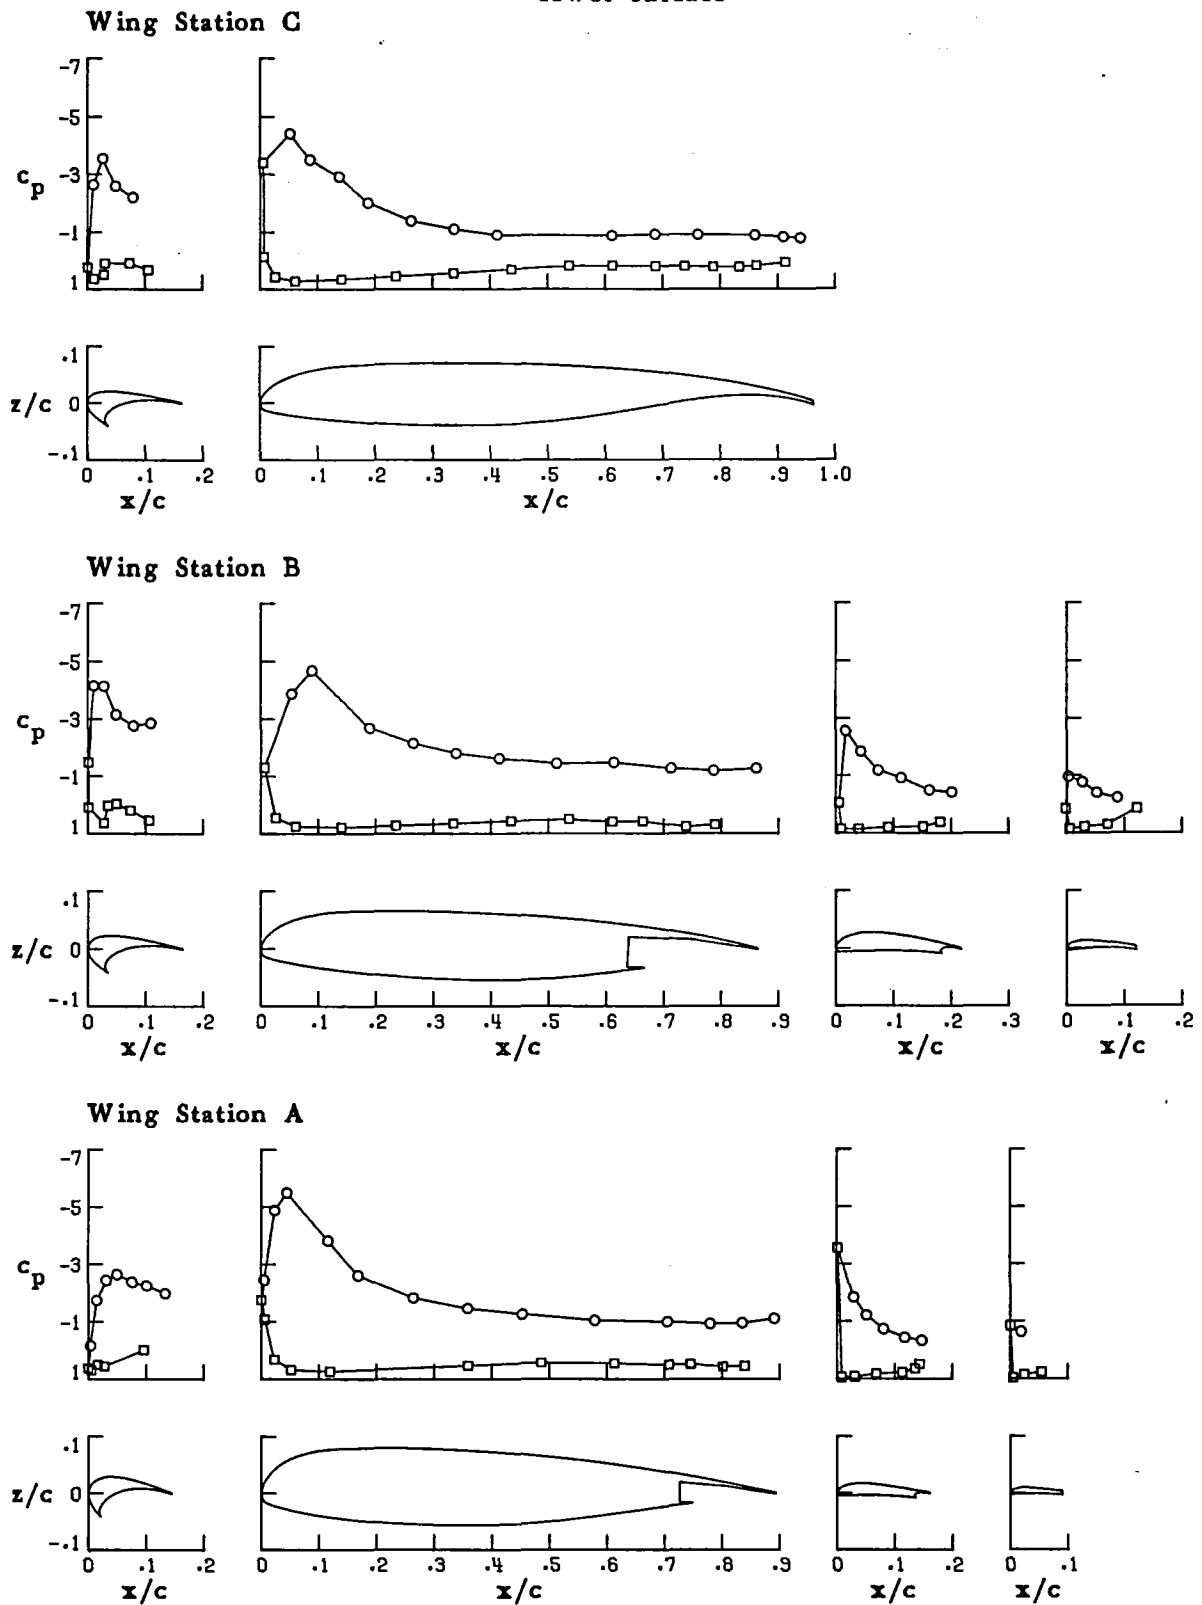 Wing Station C
-7
-5
-3
-1
1
c_p
.1
0
-.1
z/c
0 .1 .2
x/c
0 .1 .2 .3 .4 .5 .6 .7 .8 .9 1.0
x/c
Wing Station B
-7
-5
-3
-1
1
c_p
.1
0
-.1
z/c
0 .1 .2
x/c
0 .1 .2 .3 .4 .5 .6 .7 .8 .9
x/c
0 .1 .2 .3
x/c
0 .1 .2
x/c
Wing Station A
-7
-5
-3
-1
1
c_p
.1
0
-.1
z/c
0 .1 .2
x/c
0 .1 .2 .3 .4 .5 .6 .7 .8 .9
x/c
0 .1 .2
x/c
0 .1
x/c